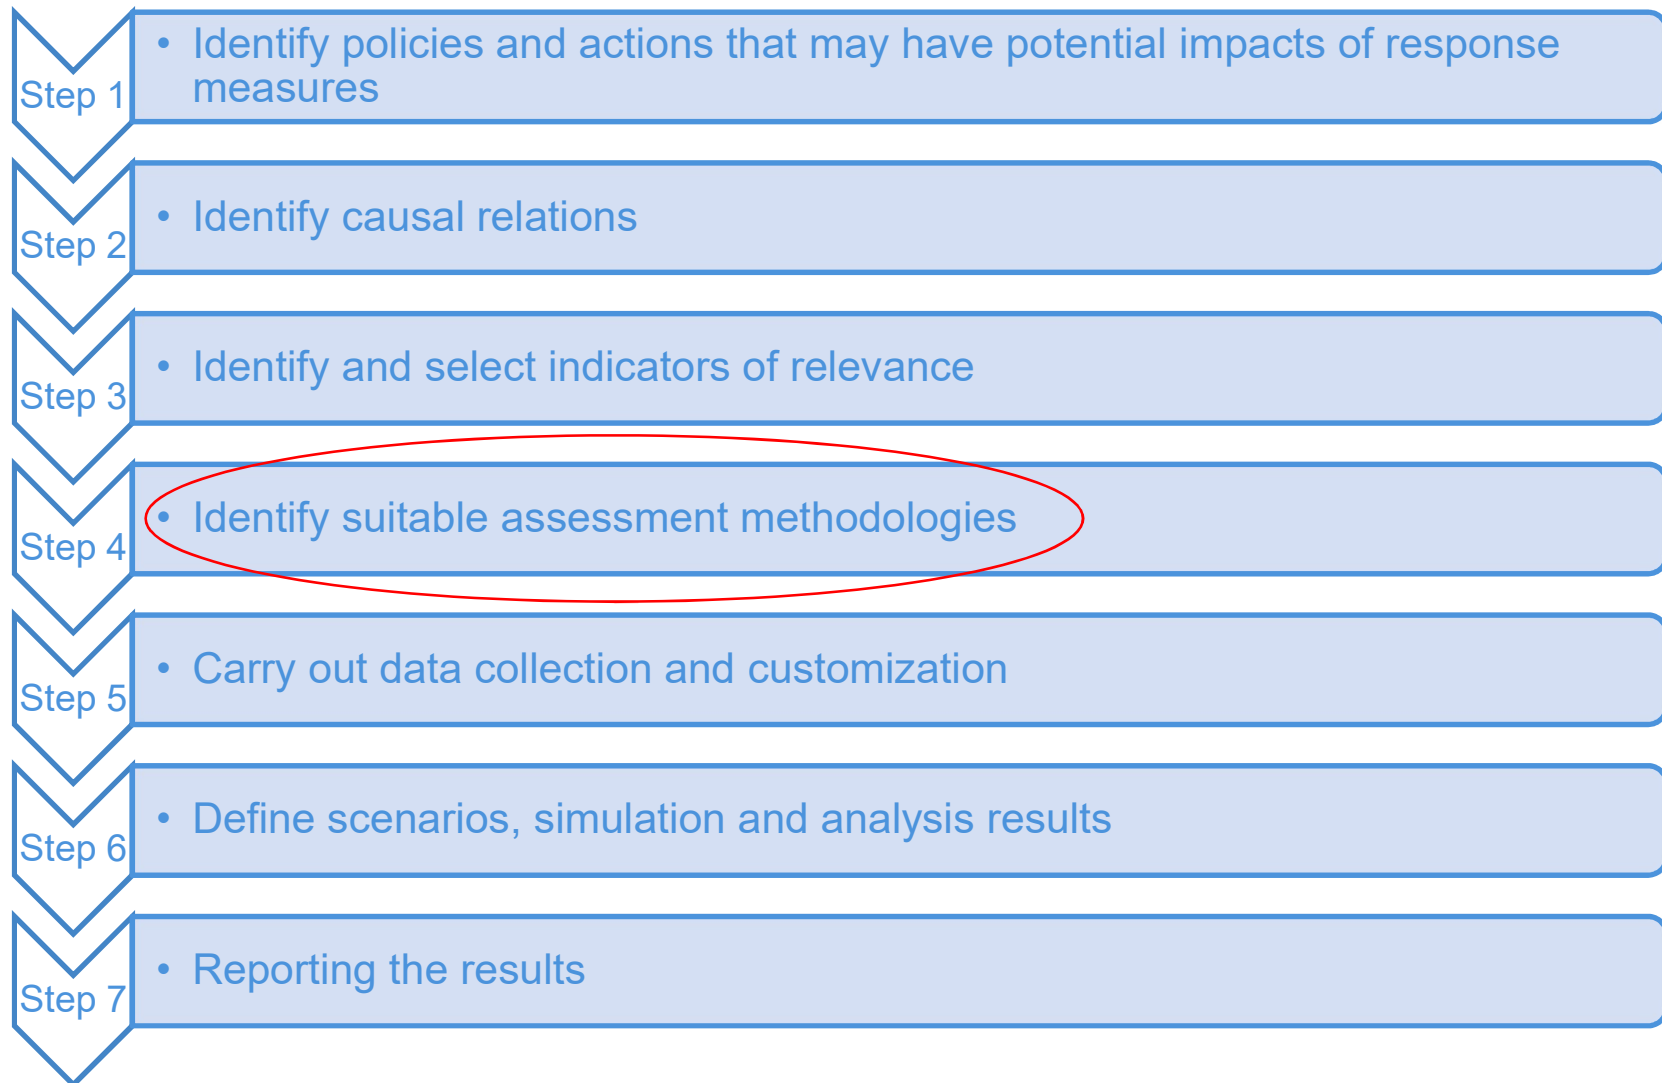 Step 1
• Identify policies and actions that may have potential impacts of response
measures
Step 2
• Identify causal relations
Step 3
• Identify and select indicators of relevance
Step 4
• Identify suitable assessment methodologies
Step 5
• Carry out data collection and customization
Step 6
• Define scenarios, simulation and analysis results
Step 7
• Reporting the results